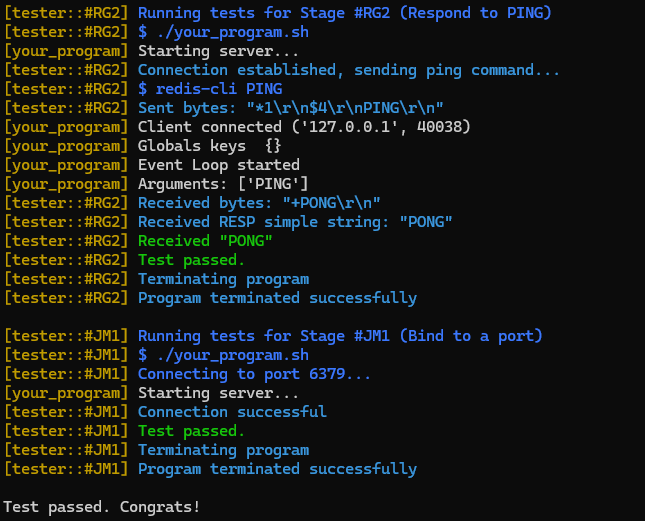 [tester::#RG2] Running tests for Stage #RG2 (Respond to PING)
[tester::#RG2] $ ./your_program.sh
[your_program] Starting server...
[tester::#RG2] Connection established, sending ping command...
[tester::#RG2] $ redis-cli PING
[tester::#RG2] Sent bytes: "*1\r\n$4\r\nPING\r\n"
[your_program] Client connected ('127.0.0.1', 40038)
[your_program] Globals keys  {}
[your_program] Event Loop started
[your_program] Arguments: ['PING']
[tester::#RG2] Received bytes: "+PONG\r\n"
[tester::#RG2] Received RESP simple string: "PONG"
[tester::#RG2] Received "PONG"
[tester::#RG2] Test passed.
[tester::#RG2] Terminating program
[tester::#RG2] Program terminated successfully
[tester::#JM1] Running tests for Stage #JM1 (Bind to a port)
[tester::#JM1] $ ./your_program.sh
[tester::#JM1] Connecting to port 6379...
[your_program] Starting server...
[tester::#JM1] Connection successful
[tester::#JM1] Test passed.
[tester::#JM1] Terminating program
[tester::#JM1] Program terminated successfully
Test passed. Congrats!